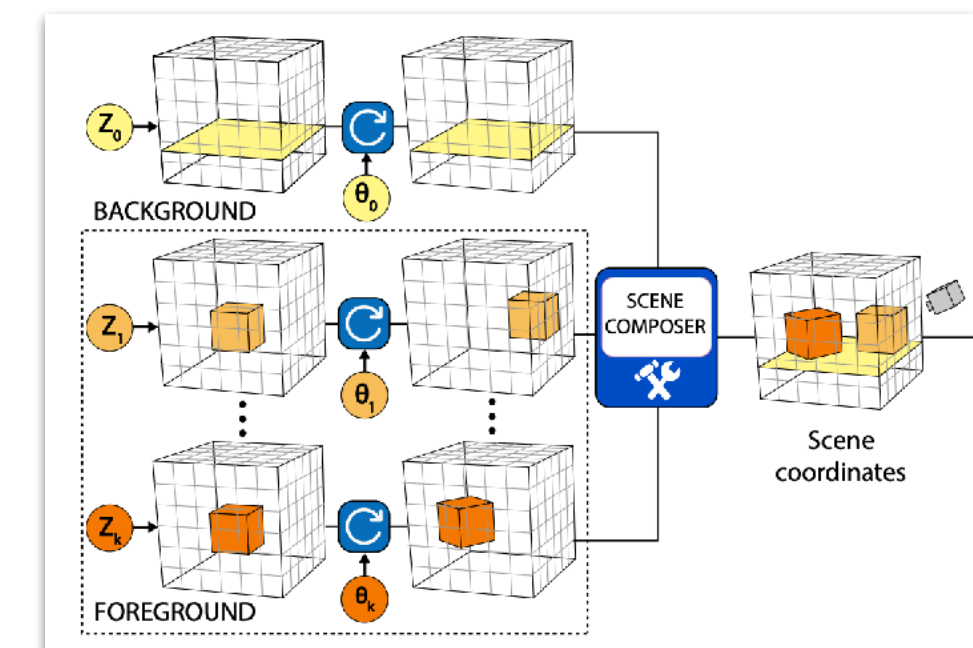 Z0
θ0
BACKGROUND
Z1
θ1
SCENE
COMPOSER
Scene
coordinates
Zk
θk
FOREGROUND